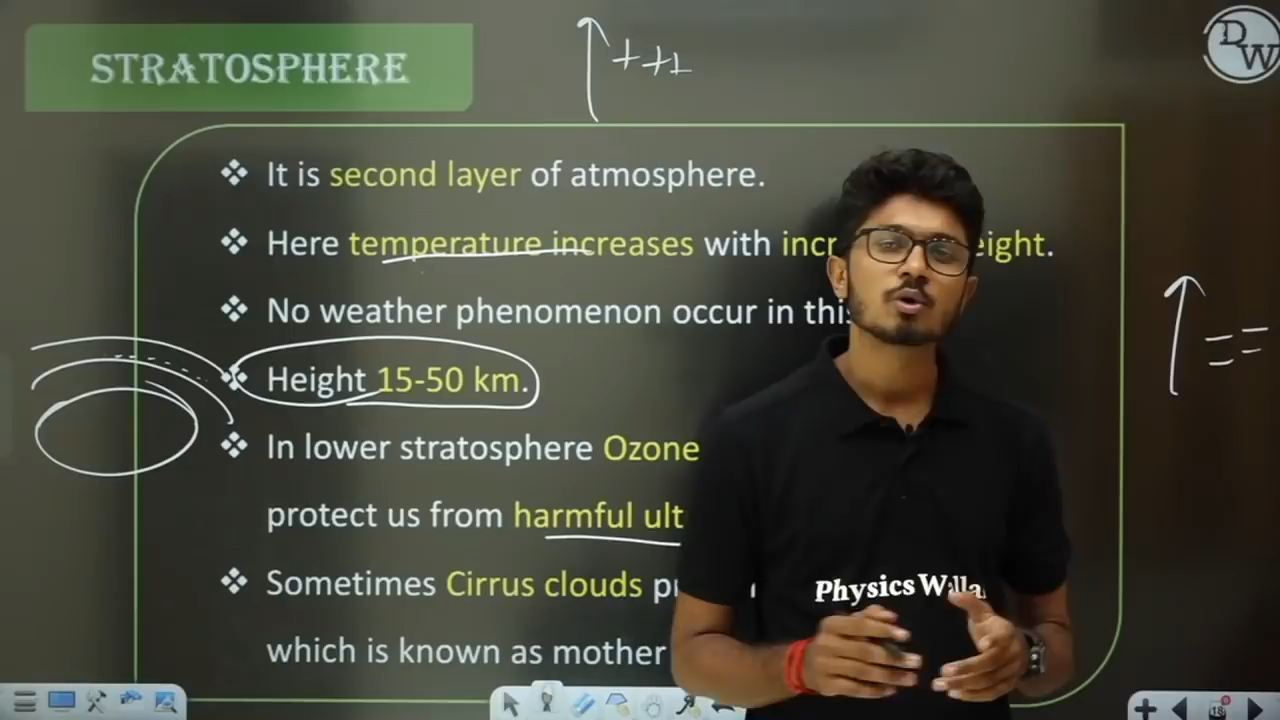 STRATOSPHERE
+++
DW
It is second layer of atmosphere.
Here temperature increases with incr eight.
No weather phenomenon occur in this
Height 15-50 km.
In lower stratosphere Ozone
protect us from harmful ult
Sometimes Cirrus clouds
which is known as mother
Physics Walla
18